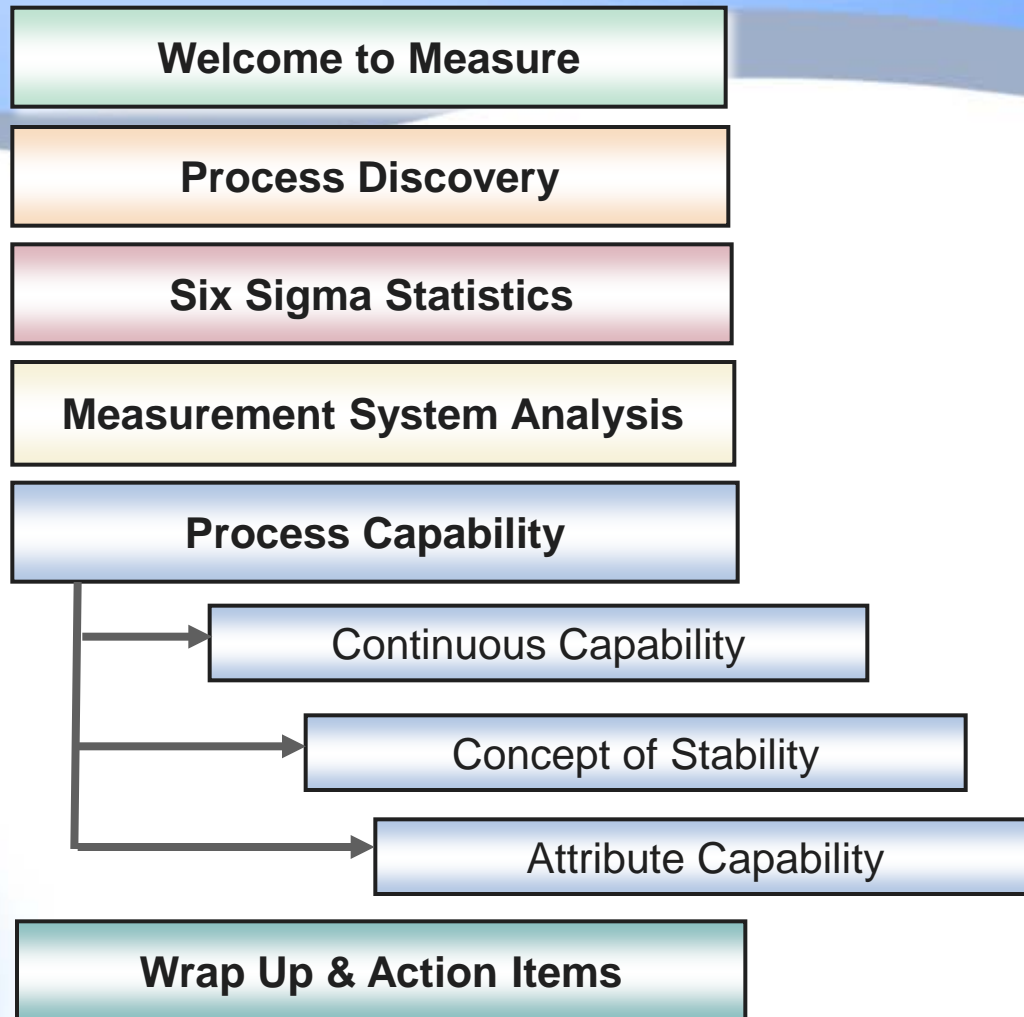 Welcome to Measure
Process Discovery
Six Sigma Statistics
Measurement System Analysis
Process Capability
Continuous Capability
Concept of Stability
Attribute Capability
Wrap Up & Action Items